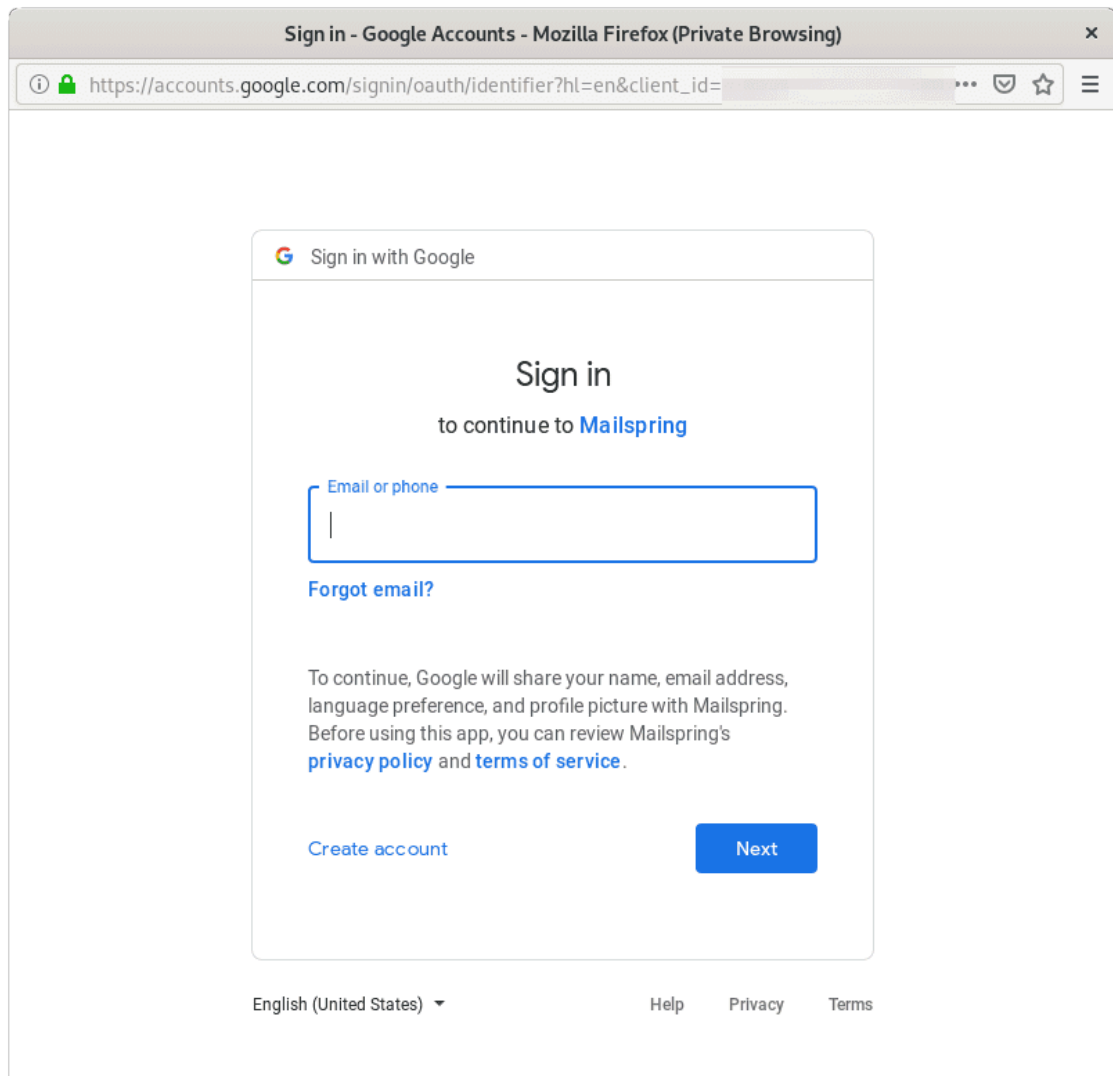 Sign in - Google Accounts - Mozilla Firefox (Private Browsing)
https://accounts.google.com/signin/oauth/identifier?hl=en&client_id=
Sign in with Google
Sign in
to continue to Mailspring
Email or phone
Forgot email?
To continue, Google will share your name, email address,
language preference, and profile picture with Mailspring.
Before using this app, you can review Mailspring's
privacy policy and terms of service.
Create account
Next
English (United States)
Help Privacy Terms